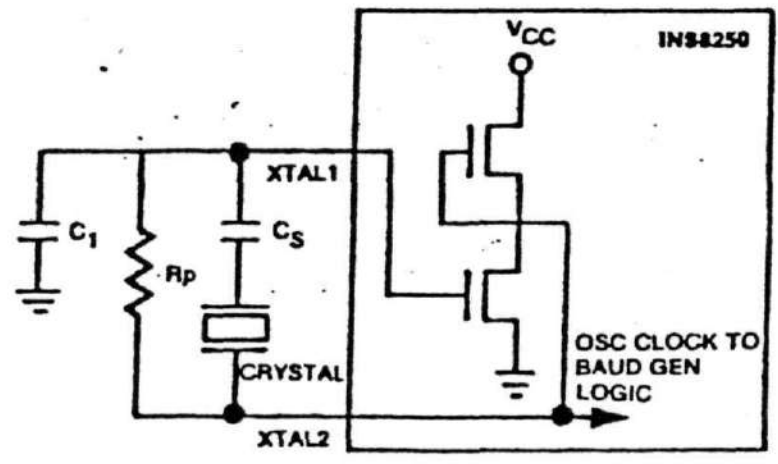 VCC
INS8250
XTAL1
C1
CS
Rp
CRYSTAL
OSC CLOCK TO
BAUD GEN
LOGIC
XTAL2